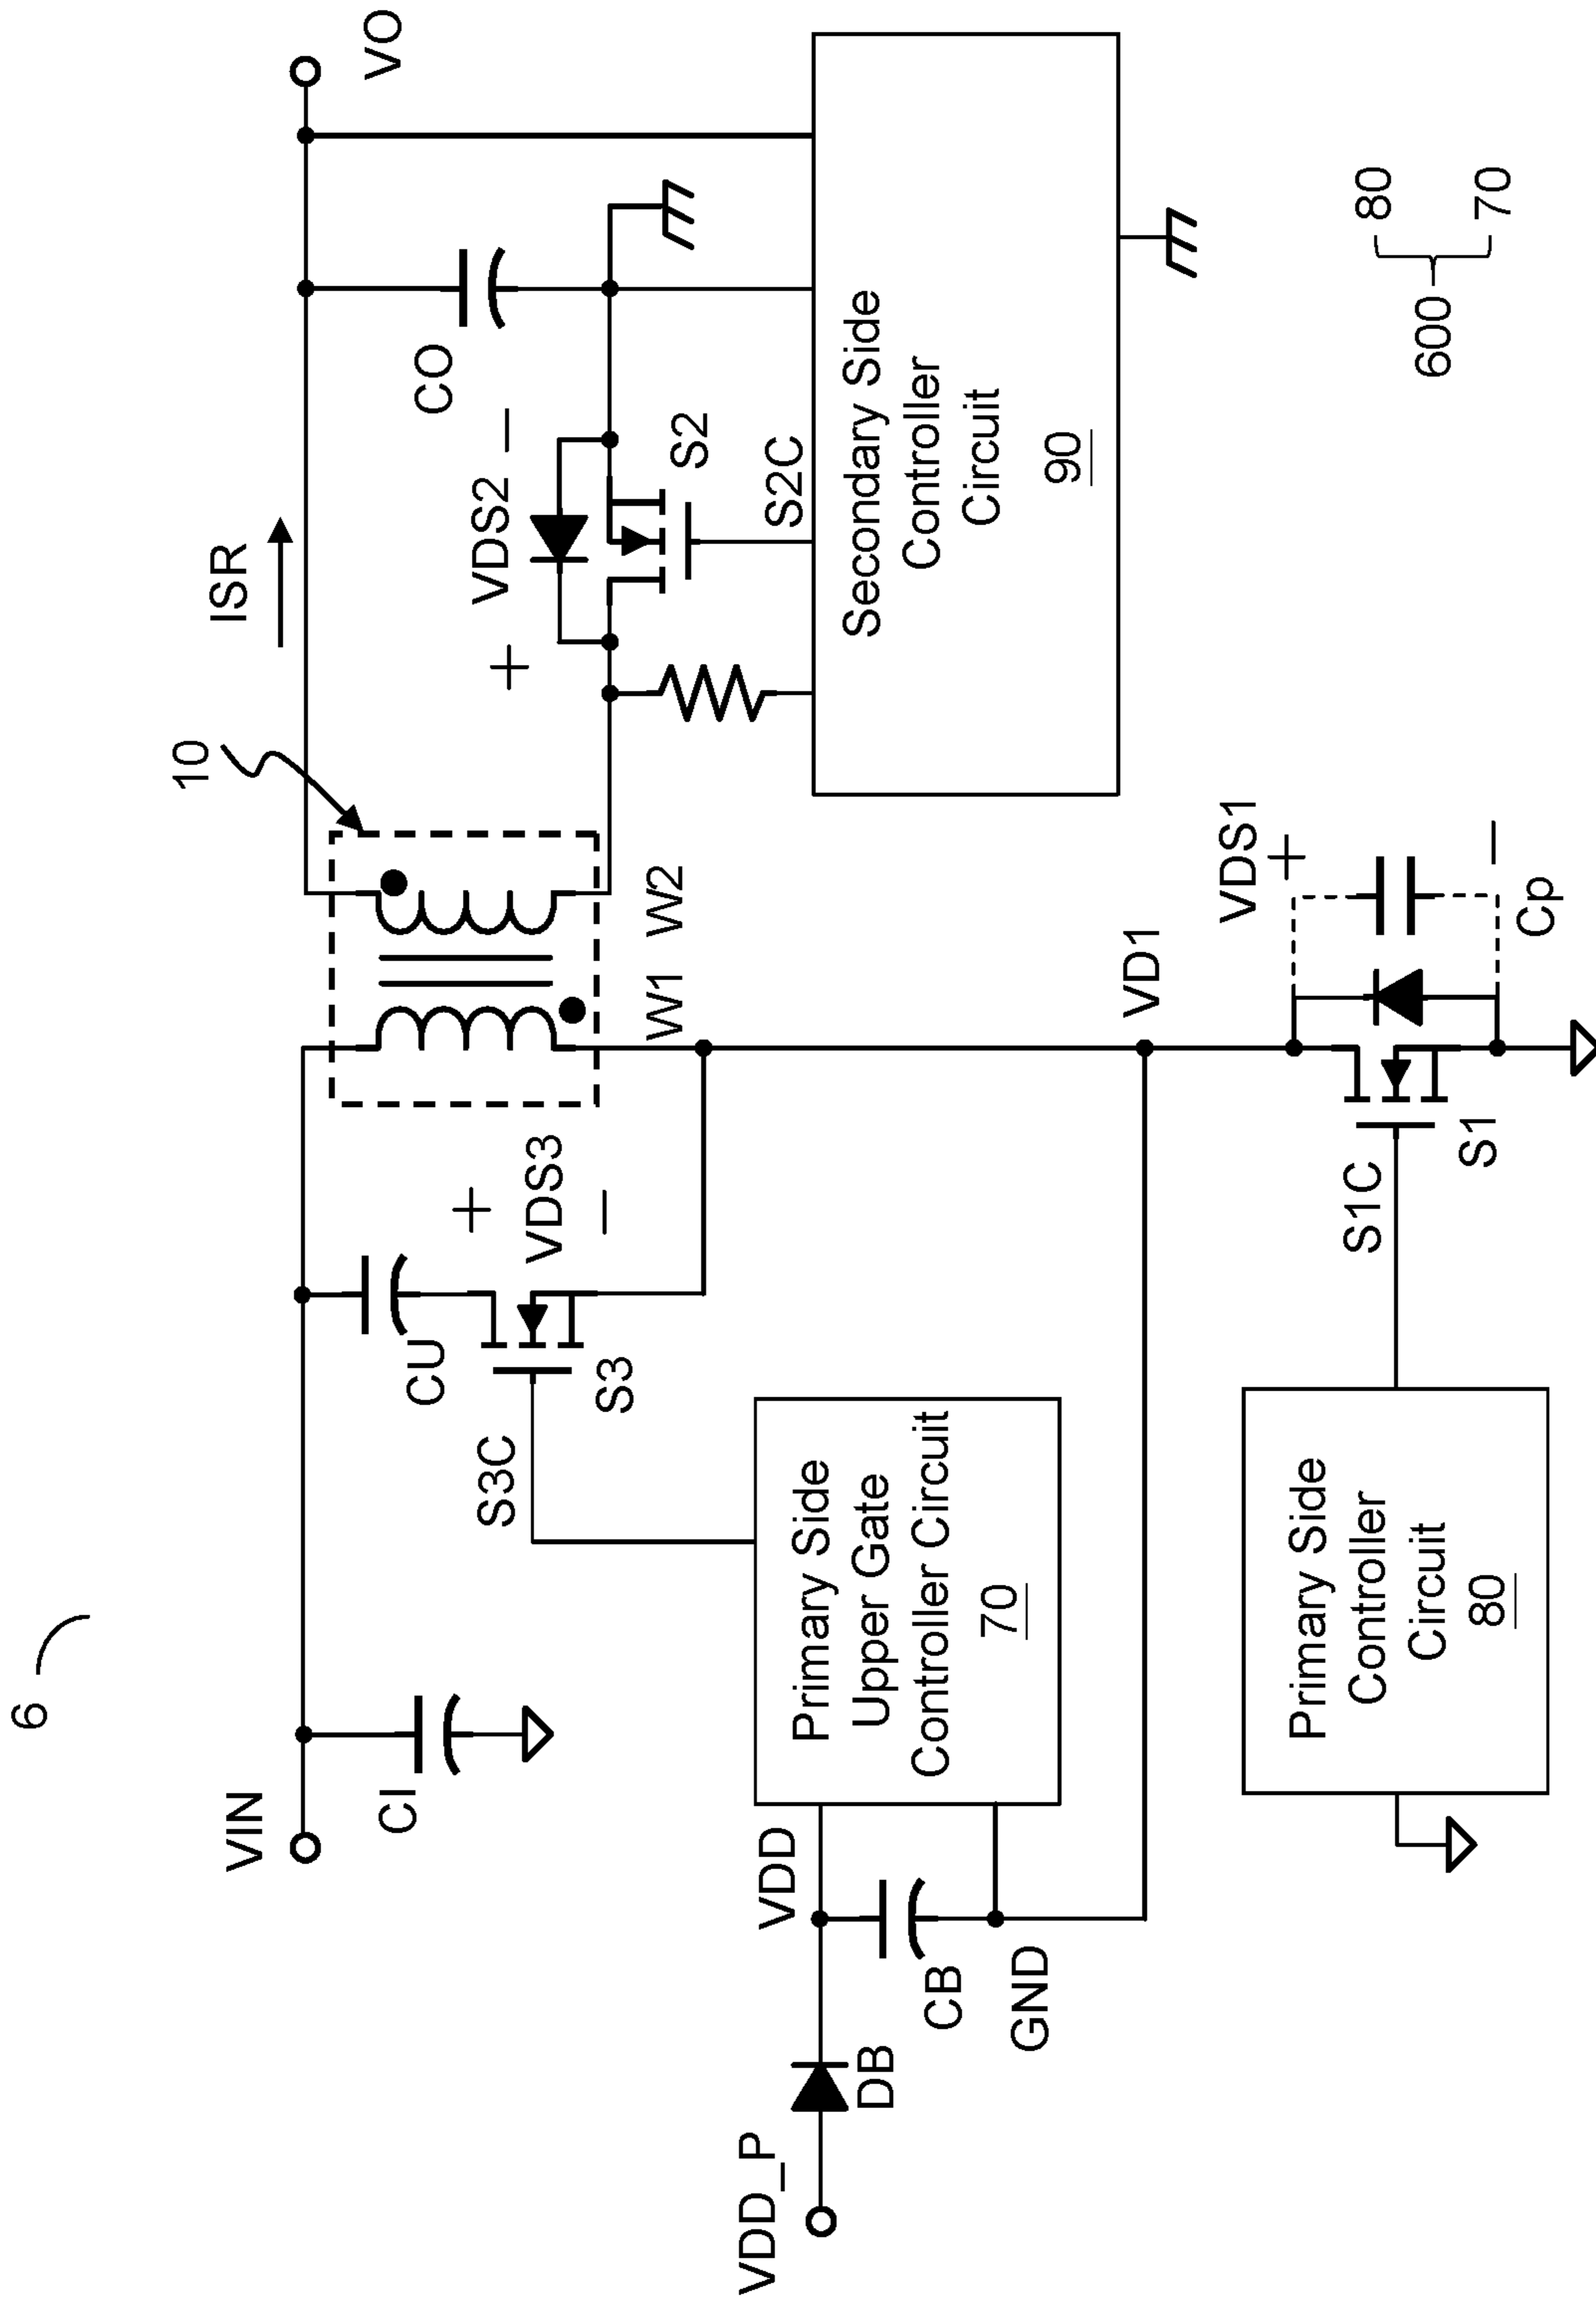 6
VIN
CI
VDD_P
DB
VDD
CB
GND
Primary Side
Upper Gate
Controller Circuit
70
S3C
S3
CU
+
VDS3
−
10
W1
W2
ISR
VO
CO
+
VDS2
−
S2
S2C
Secondary Side
Controller
Circuit
90
VD1
Primary Side
Controller
Circuit
80
S1C
S1
VDS1
+
−
Cp
600
80
70